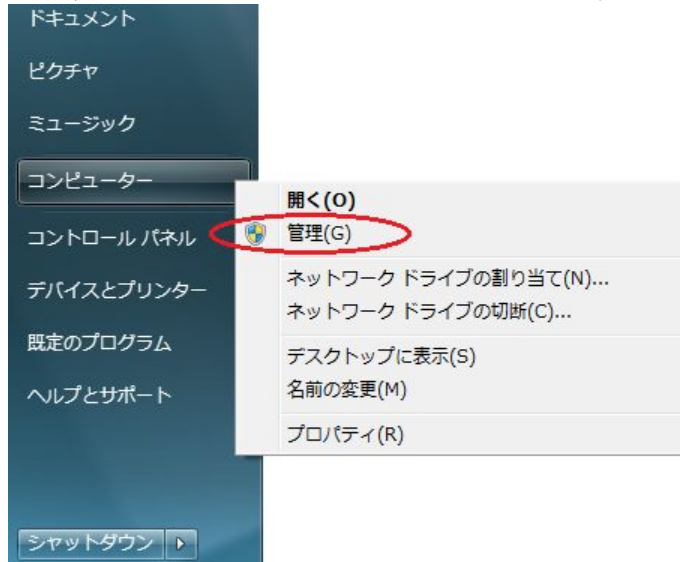 ドキュメント
ピクチャ
ミュージック
コンピューター
コントロール パネル
デバイスとプリンター
既定のプログラム
ヘルプとサポート
シャットダウン
開く(O)
管理(G)
ネットワーク ドライブの割り当て(N)...
ネットワーク ドライブの切断(C)...
デスクトップに表示(S)
名前の変更(M)
プロパティ(R)